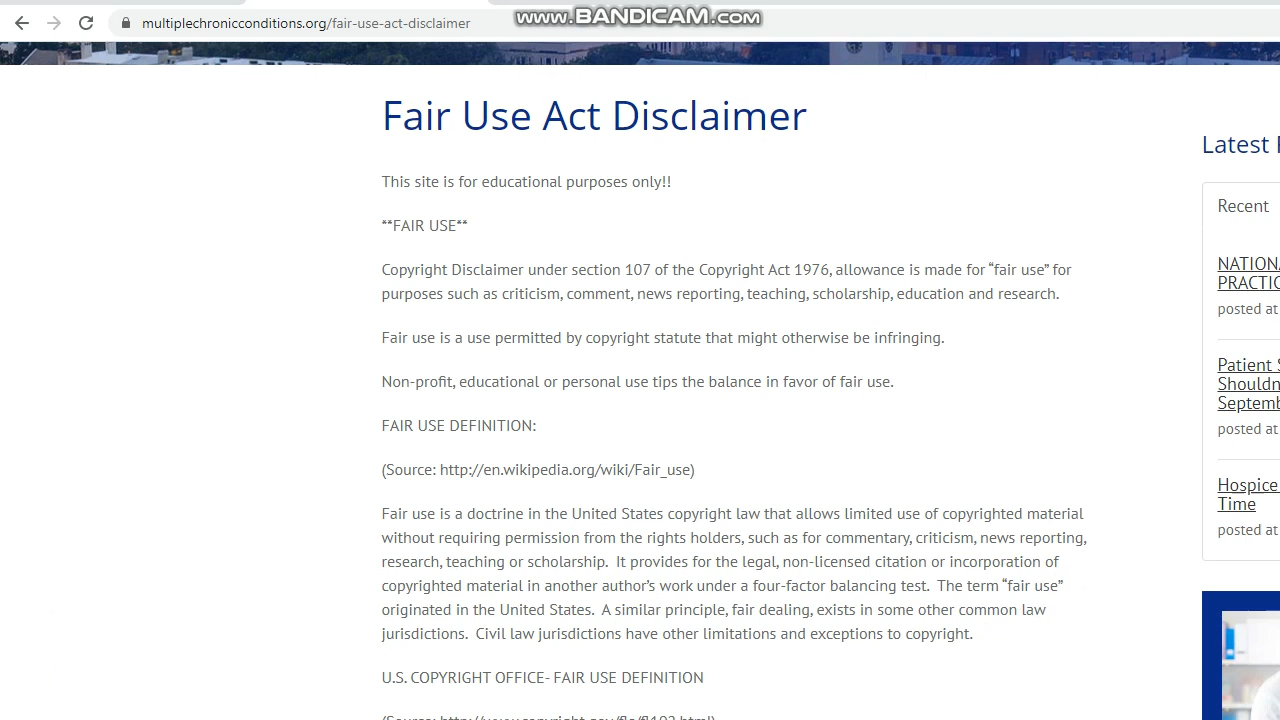 multiplechronicconditions.org/fair-use-act-disclaimer
www.BANDICAM.com
Fair Use Act Disclaimer
This site is for educational purposes only!!
**FAIR USE**
Copyright Disclaimer under section 107 of the Copyright Act 1976, allowance is made for “fair use” for
purposes such as criticism, comment, news reporting, teaching, scholarship, education and research.
Fair use is a use permitted by copyright statute that might otherwise be infringing.
Non-profit, educational or personal use tips the balance in favor of fair use.
FAIR USE DEFINITION:
(Source: http://en.wikipedia.org/wiki/Fair_use)
Fair use is a doctrine in the United States copyright law that allows limited use of copyrighted material
without requiring permission from the rights holders, such as for commentary, criticism, news reporting,
research, teaching or scholarship.  It provides for the legal, non-licensed citation or incorporation of
copyrighted material in another author’s work under a four-factor balancing test.  The term “fair use”
originated in the United States.  A similar principle, fair dealing, exists in some other common law
jurisdictions.  Civil law jurisdictions have other limitations and exceptions to copyright.
U.S. COPYRIGHT OFFICE- FAIR USE DEFINITION
Latest
Recent
NATION
PRACTIC
posted at
Patient S
Shouldn
Septemb
posted at
Hospice
Time
posted at